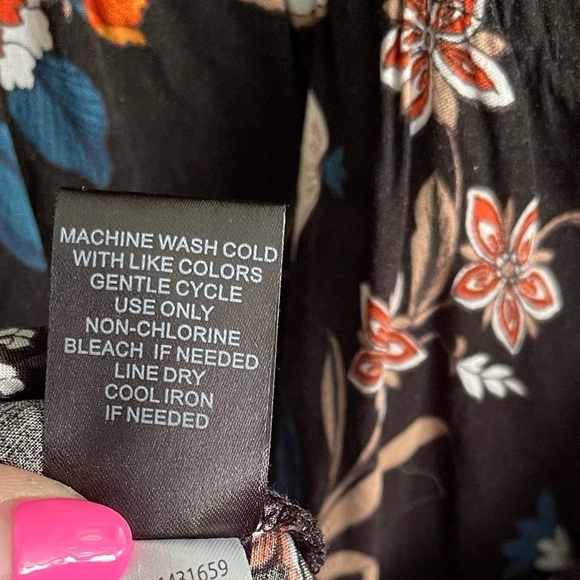 MACHINE WASH COLD
WITH LIKE COLORS
GENTLE CYCLE
USE ONLY
NON-CHLORINE
BLEACH IF NEEDED
LINE DRY
COOL IRON
IF NEEDED